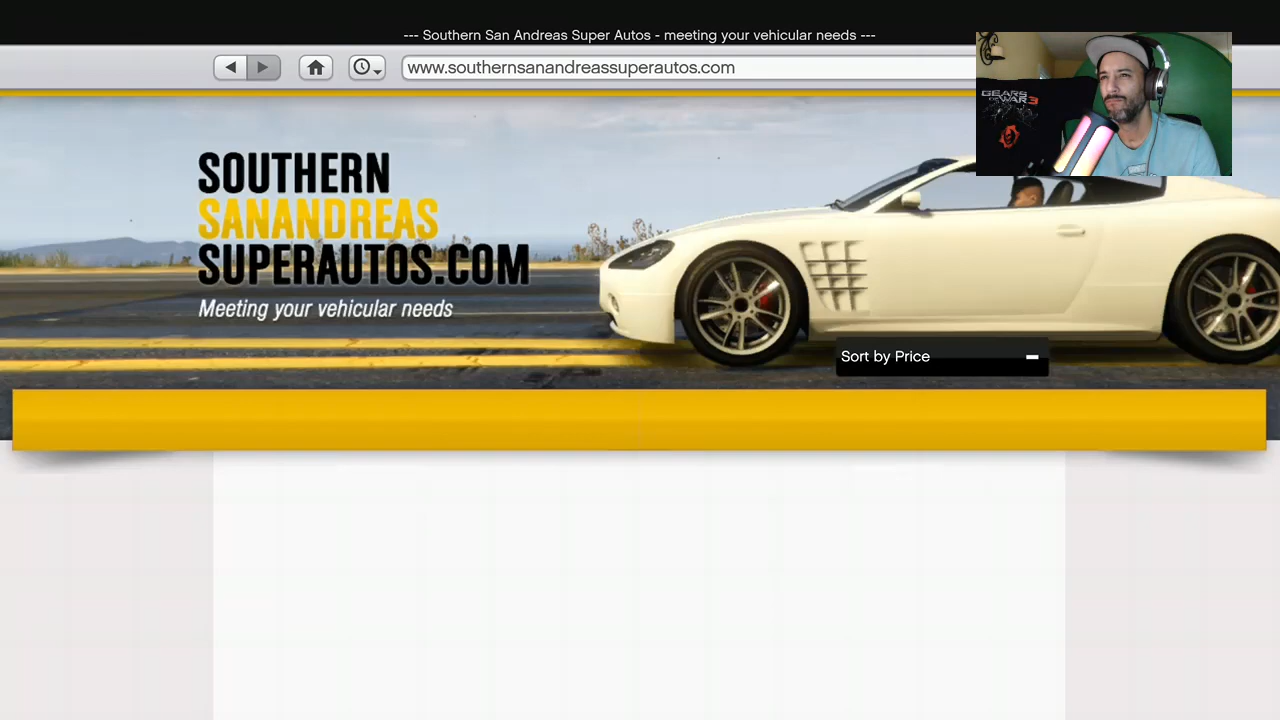 --- Southern San Andreas Super Autos - meeting your vehicular needs ---
www.southernsanandreassuperautos.com
GEARS
OF WAR 3
SOUTHERN
SANANDREAS
SUPERAUTOS.COM
Meeting your vehicular needs
Sort by Price